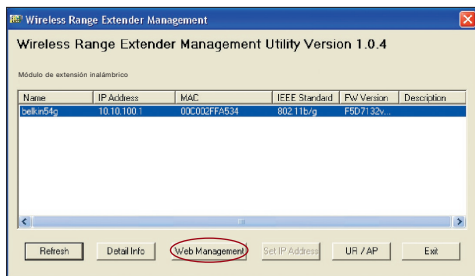 Wireless Range Extender Management
Wireless Range Extender Management Utility Version 1.0.4
Módulo de extensión inalámbrico
Name IP Address MAC IEEE Standard FW Version Description
belkin54g 10.10.100.1 00C002FFA534 802.11b/g F5D7132v...
Refresh Detail Info Web Management Set IP Address UR / AP Exit